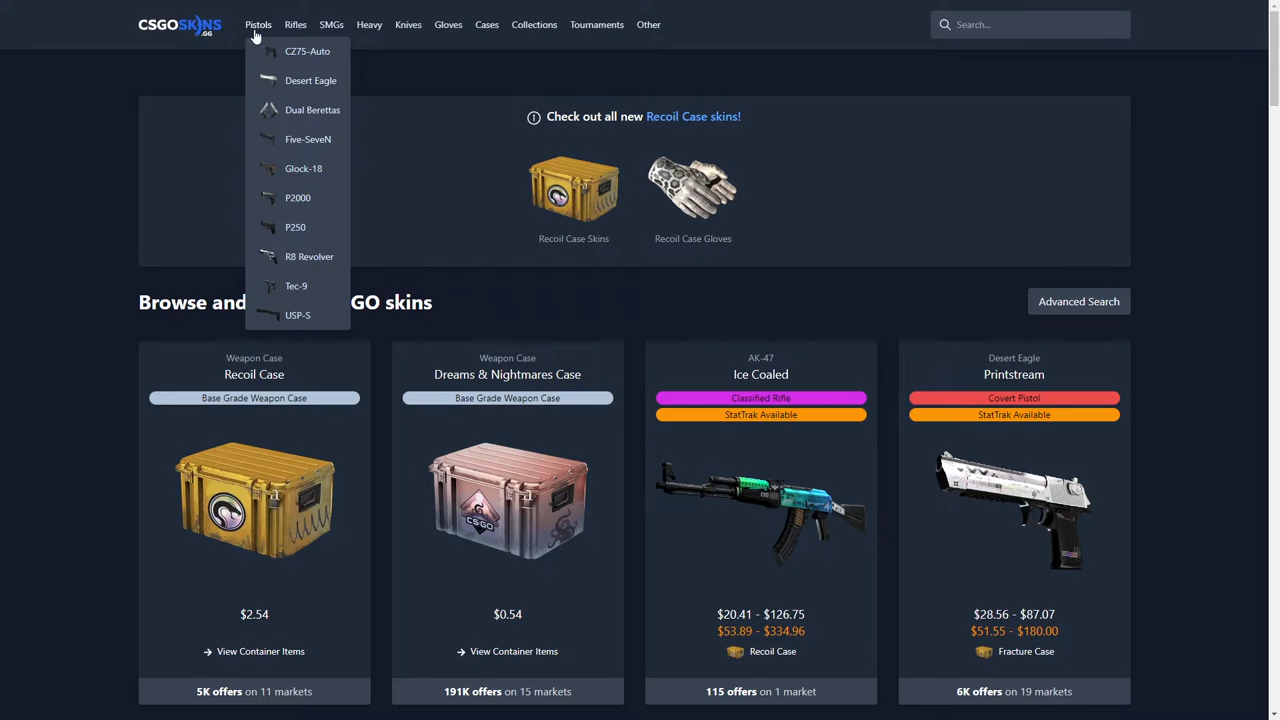 CSGOSKINS.GG
Pistols
Rifles
SMGs
Heavy
Knives
Gloves
Cases
Collections
Tournaments
Other
Search...
CZ75-Auto
Desert Eagle
Dual Berettas
Five-SeveN
Glock-18
P2000
P250
R8 Revolver
Tec-9
USP-S
Check out all new Recoil Case skins!
Recoil Case Skins
Recoil Case Gloves
Browse and GO skins
Advanced Search
Weapon Case
Recoil Case
Base Grade Weapon Case
$2.54
View Container Items
5K offers on 11 markets
Weapon Case
Dreams & Nightmares Case
Base Grade Weapon Case
CS:GO
$0.54
View Container Items
191K offers on 15 markets
AK-47
Ice Coaled
Classified Rifle
StatTrak Available
$20.41 - $126.75
$53.89 - $334.96
Recoil Case
115 offers on 1 market
Desert Eagle
Printstream
Covert Pistol
StatTrak Available
$28.56 - $87.07
$51.55 - $180.00
Fracture Case
6K offers on 19 markets